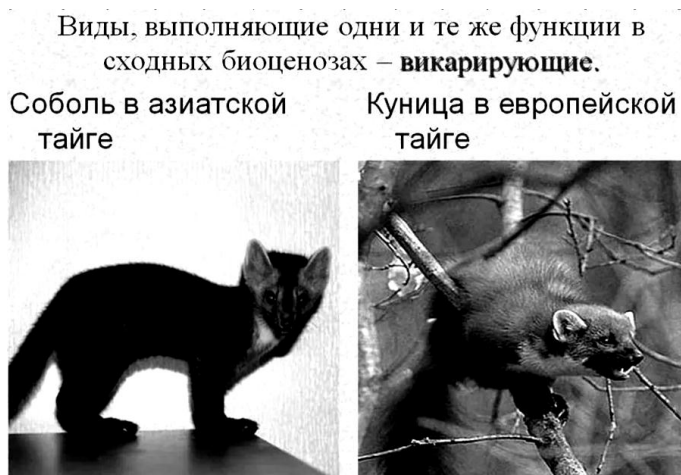 Виды, выполняющие одни и те же функции в
сходных биоценозах – викарирующие.
Соболь в азиатской
тайге
Куница в европейской
тайге